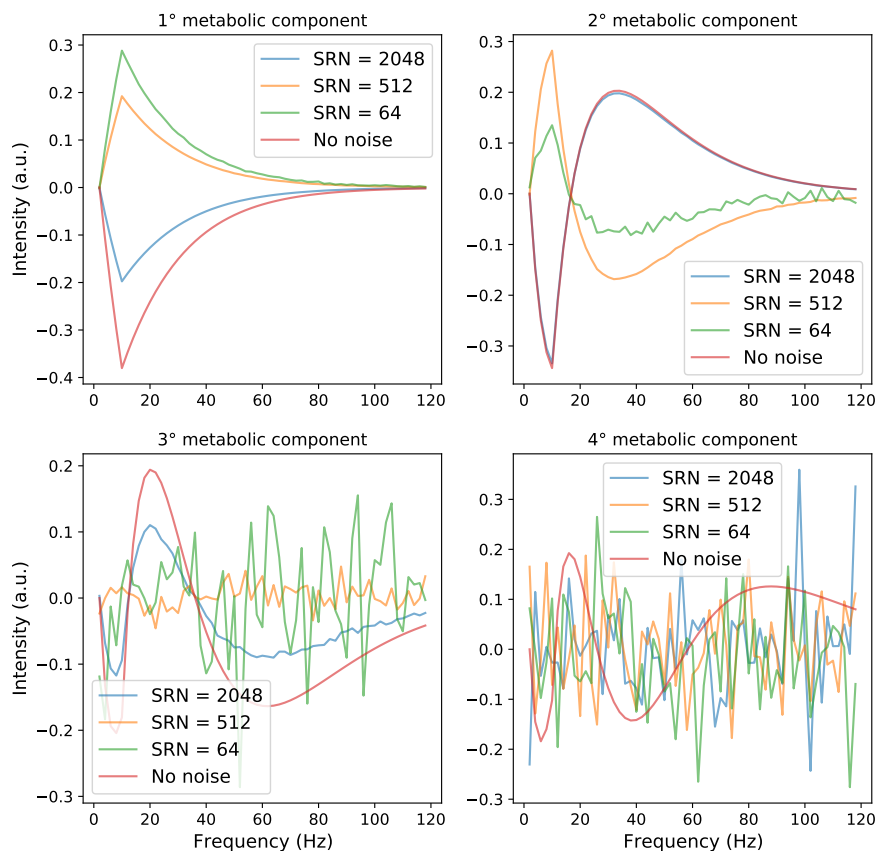 1° metabolic component
Intensity (a.u.)
0.3
0.2
0.1
0.0
−0.1
−0.2
−0.3
−0.4
0 20 40 60 80 100 120
SRN = 2048
SRN = 512
SRN = 64
No noise
2° metabolic component
0.3
0.2
0.1
0.0
−0.1
−0.2
−0.3
0 20 40 60 80 100 120
SRN = 2048
SRN = 512
SRN = 64
No noise
3° metabolic component
Intensity (a.u.)
0.2
0.1
0.0
−0.1
−0.2
−0.3
0 20 40 60 80 100 120
Frequency (Hz)
SRN = 2048
SRN = 512
SRN = 64
No noise
4° metabolic component
0.3
0.2
0.1
0.0
−0.1
−0.2
−0.3
0 20 40 60 80 100 120
Frequency (Hz)
SRN = 2048
SRN = 512
SRN = 64
No noise